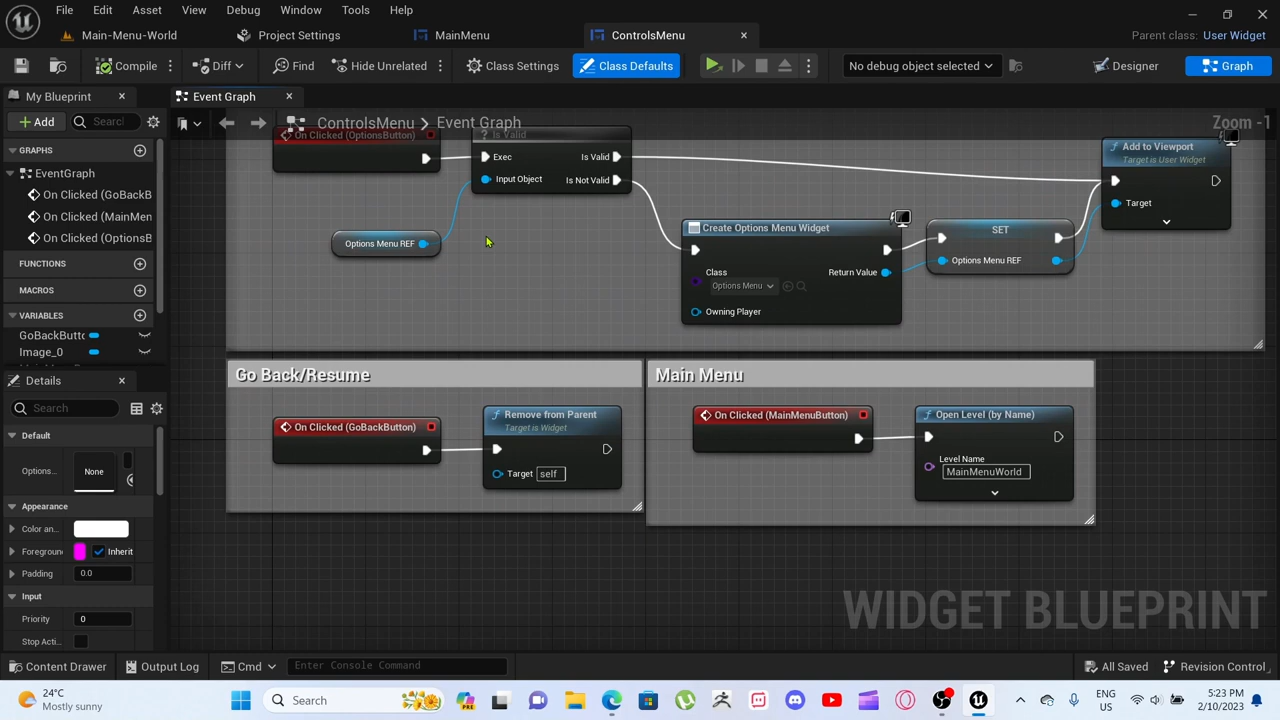 File Edit Asset View Debug Window Tools Help
Main-Menu-World Project Settings MainMenu ControlsMenu
Parent class: User Widget
Compile Diff Find Hide Unrelated Class Settings Class Defaults No debug object selected Designer Graph
My Blueprint Event Graph
Add Search
ControlsMenu > Event Graph Zoom -1
GRAPHS
EventGraph
On Clicked (GoBackB
On Clicked (MainMen
On Clicked (OptionsB
FUNCTIONS
MACROS
VARIABLES
GoBackButto
Image_0
Details
Search
Default
Options...
None
Appearance
Color an...
Foreground
Inherit
Padding
0.0
Input
Priority
0
Stop Acti...
On Clicked (OptionsButton)
Is Valid
Exec Is Valid
Input Object Is Not Valid
Options Menu REF
Create Options Menu Widget
Class
Options Menu
Return Value
Owning Player
SET
Options Menu REF
Add to Viewport
Target is User Widget
Target
Go Back/Resume
On Clicked (GoBackButton)
Remove from Parent
Target is Widget
Target self
Main Menu
On Clicked (MainMenuButton)
Open Level (by Name)
Level Name
MainMenuWorld
WIDGET BLUEPRINT
Content Drawer Output Log Cmd Enter Console Command All Saved Revision Control
24°C
Mostly sunny
Search
PRE
ENG
US
5:23 PM
2/10/2023